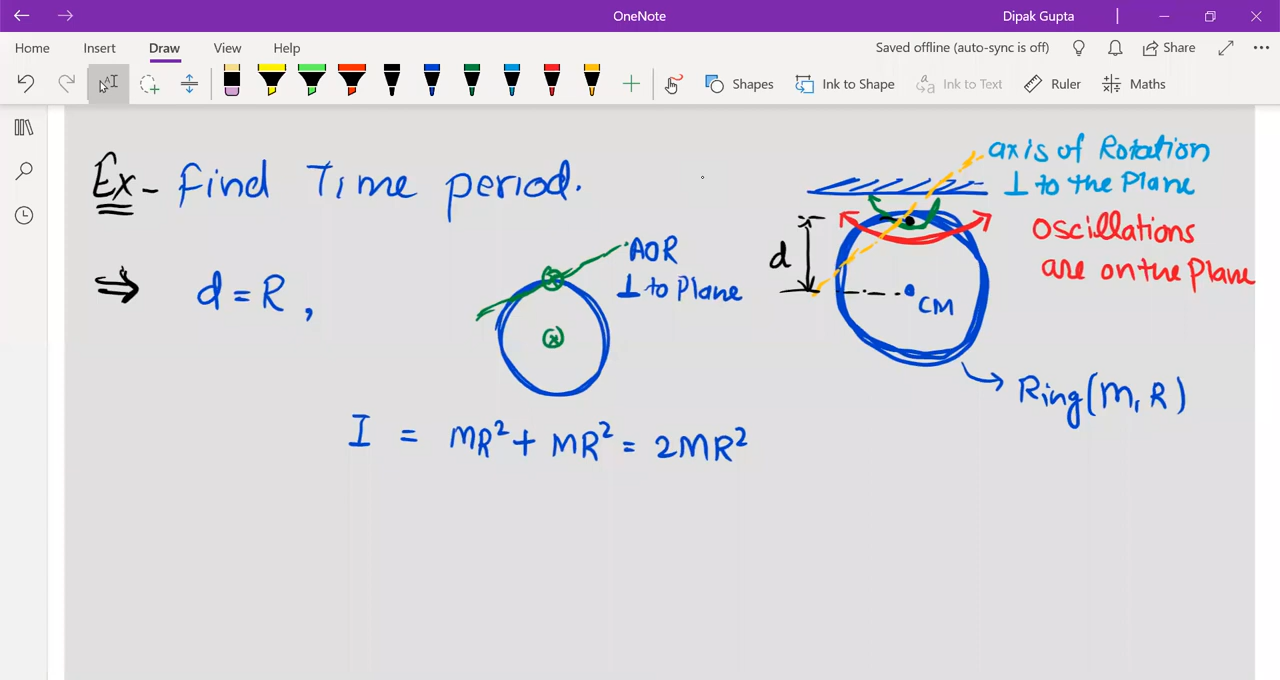 OneNote
Dipak Gupta
Home Insert Draw View Help
Saved offline (auto-sync is off)
Share
Shapes
Ink to Shape
Ink to Text
Ruler
Maths
Ex- Find Time period.
⇒ d = R,
AOR
⊥ to Plane
I = MR² + MR² = 2MR²
axis of Rotation
⊥ to the Plane
oscillations
are on the Plane
d
CM
Ring (M, R)